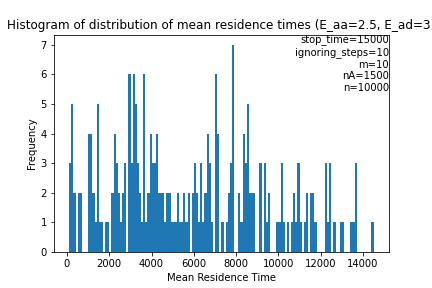 Histogram of distribution of mean residence times (E_aa=2.5, E_ad=3
stop_time=15000
ignoring_steps=10
m=10
nA=1500
n=10000
Frequency
7
6
5
4
3
2
1
0
0 2000 4000 6000 8000 10000 12000 14000
Mean Residence Time